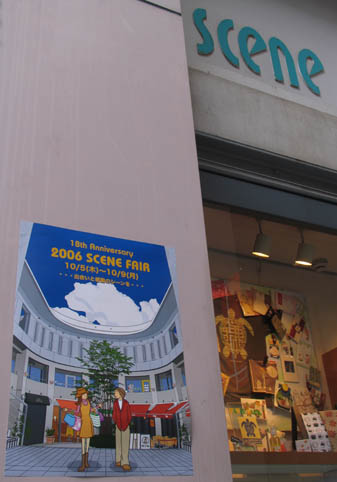 scene
18th Anniversary
2006 SCENE FAIR
10/5(木)〜10/9(月)